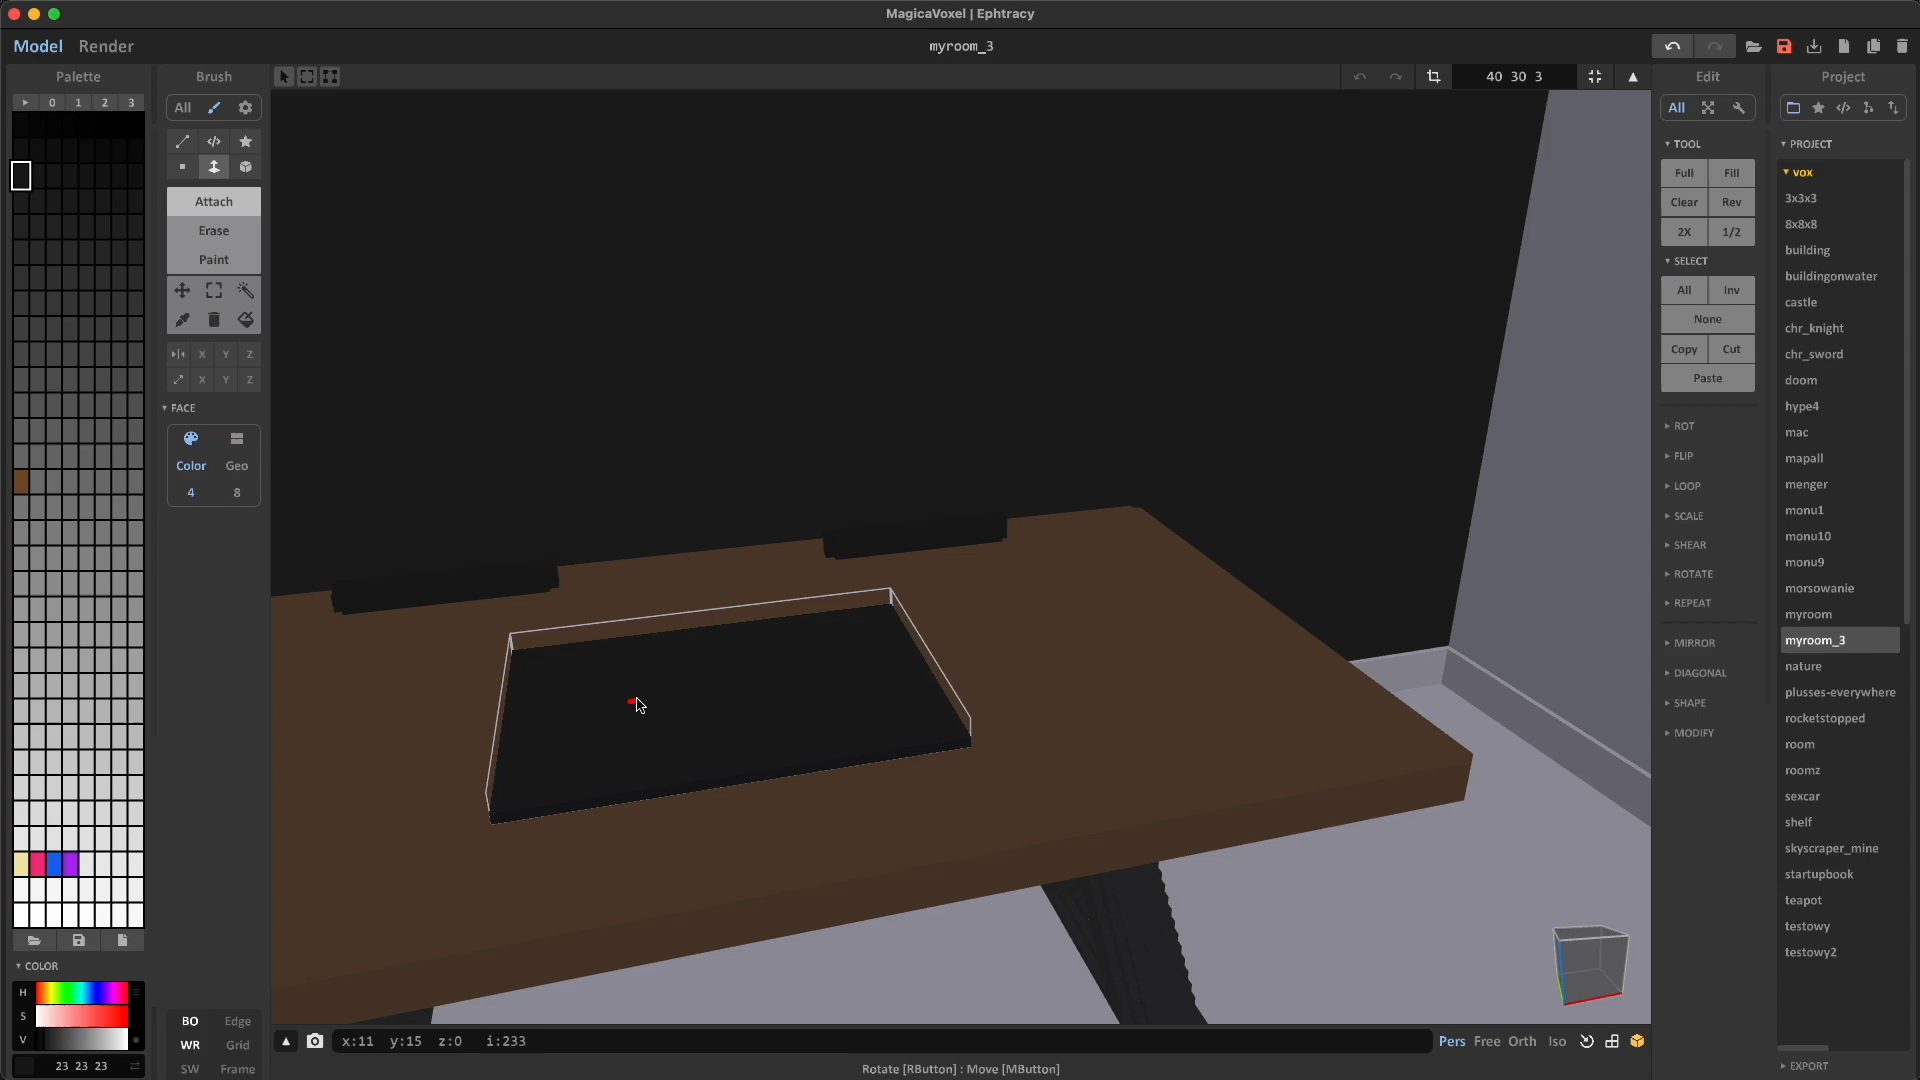 MagicaVoxel | Ephtracy
Model Render
myroom_3
Palette
0 1 2 3
COLOR
H
S
V
23 23 23
Brush
All
Attach
Erase
Paint
X Y Z
X Y Z
FACE
Color Geo
4 8
BO Edge
WR Grid
SW Frame
40 30 3
x:11 y:15 z:0 i:233
Pers Free Orth Iso
Rotate [RButton] : Move [MButton]
Edit
All
TOOL
Full Fill
Clear Rev
2X 1/2
SELECT
All Inv
None
Copy Cut
Paste
ROT
FLIP
LOOP
SCALE
SHEAR
ROTATE
REPEAT
MIRROR
DIAGONAL
SHAPE
MODIFY
Project
PROJECT
vox
3x3x3
8x8x8
building
buildingonwater
castle
chr_knight
chr_sword
doom
hype4
mac
mapall
menger
monu1
monu10
monu9
morsowanie
myroom
myroom_3
nature
plusses-everywhere
rocketstopped
room
roomz
sexcar
shelf
skyscraper_mine
startupbook
teapot
testowy
testowy2
EXPORT